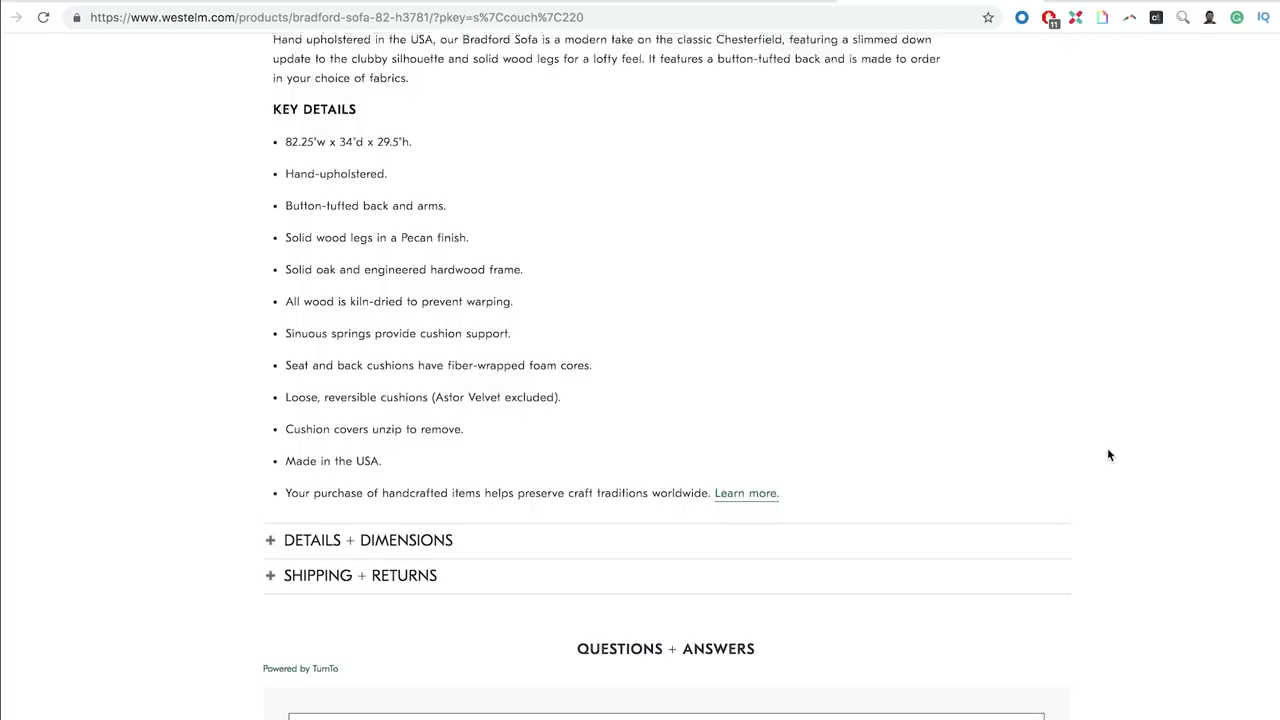 https://www.westelm.com/products/bradford-sofa-82-h3781/?pkey=s%7Ccouch%7C220
11
Hand upholstered in the USA, our Bradford Sofa is a modern take on the classic Chesterfield, featuring a slimmed down
update to the clubby silhouette and solid wood legs for a lofty feel. It features a button-tufted back and is made to order
in your choice of fabrics.
KEY DETAILS
• 82.25"w x 34"d x 29.5"h.
• Hand-upholstered.
• Button-tufted back and arms.
• Solid wood legs in a Pecan finish.
• Solid oak and engineered hardwood frame.
• All wood is kiln-dried to prevent warping.
• Sinuous springs provide cushion support.
• Seat and back cushions have fiber-wrapped foam cores.
• Loose, reversible cushions (Astor Velvet excluded).
• Cushion covers unzip to remove.
• Made in the USA.
• Your purchase of handcrafted items helps preserve craft traditions worldwide. Learn more.
+ DETAILS + DIMENSIONS
+ SHIPPING + RETURNS
QUESTIONS + ANSWERS
Powered by TurnTo